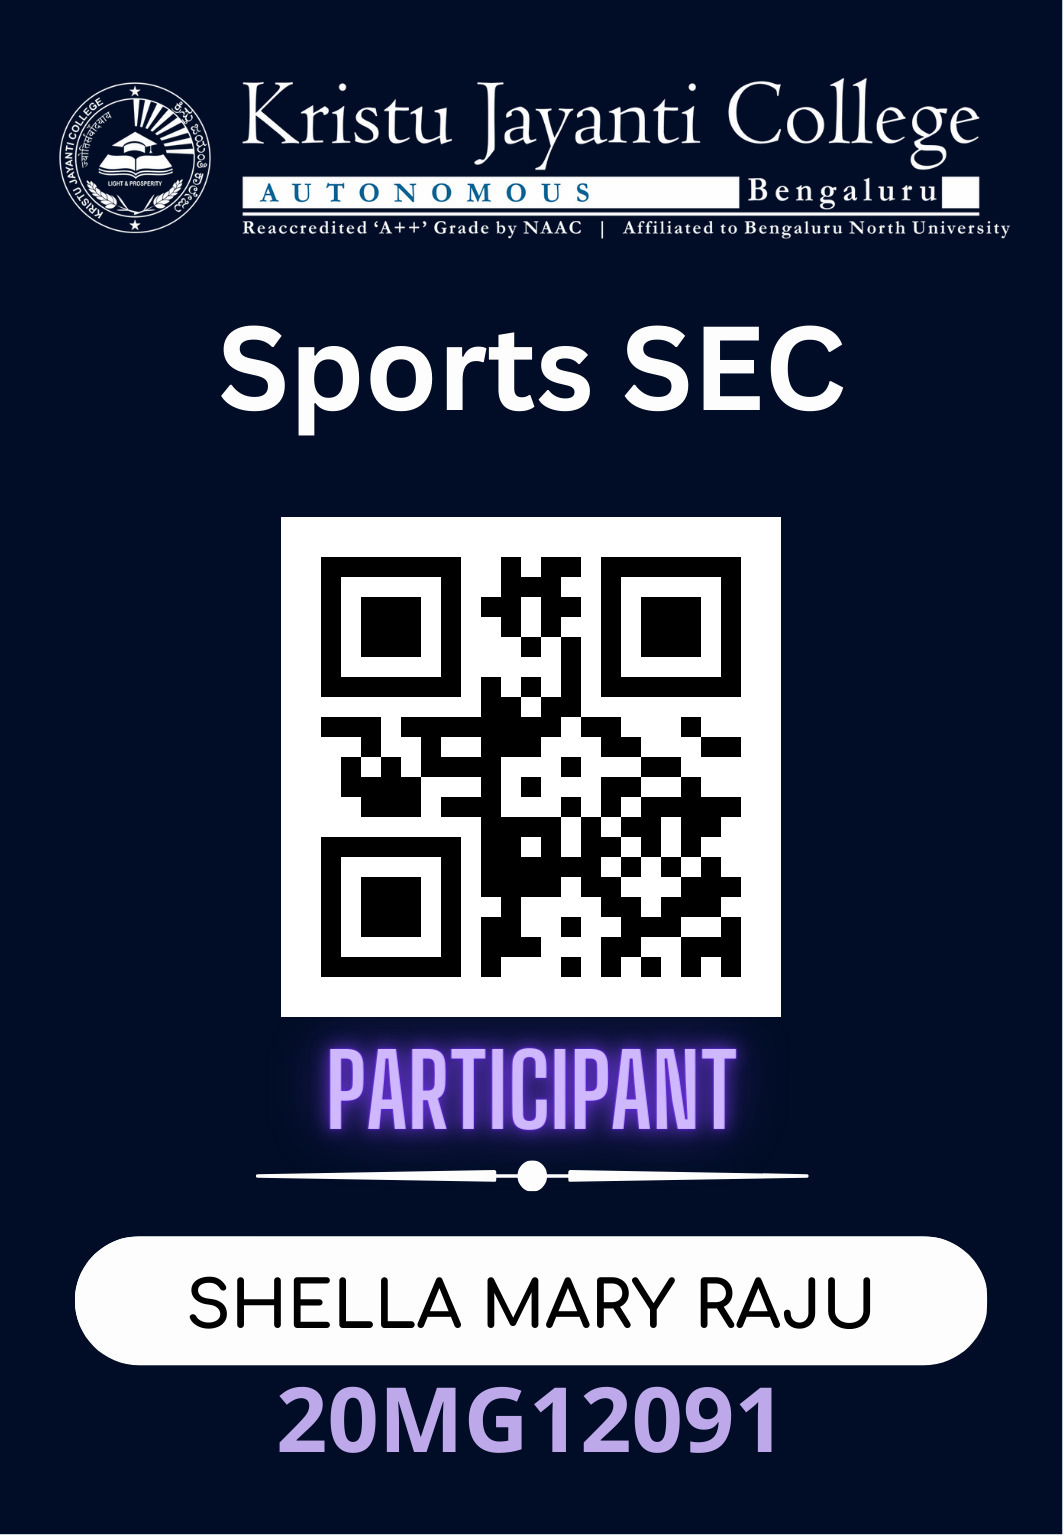 Kristu Jayanti College
AUTONOMOUS Bengaluru
Reaccredited ‘A++’ Grade by NAAC | Affiliated to Bengaluru North University
KRISTU JAYANTI COLLEGE
LIGHT & PROSPERITY
Sports SEC
PARTICIPANT
SHELLA MARY RAJU
20MG12091